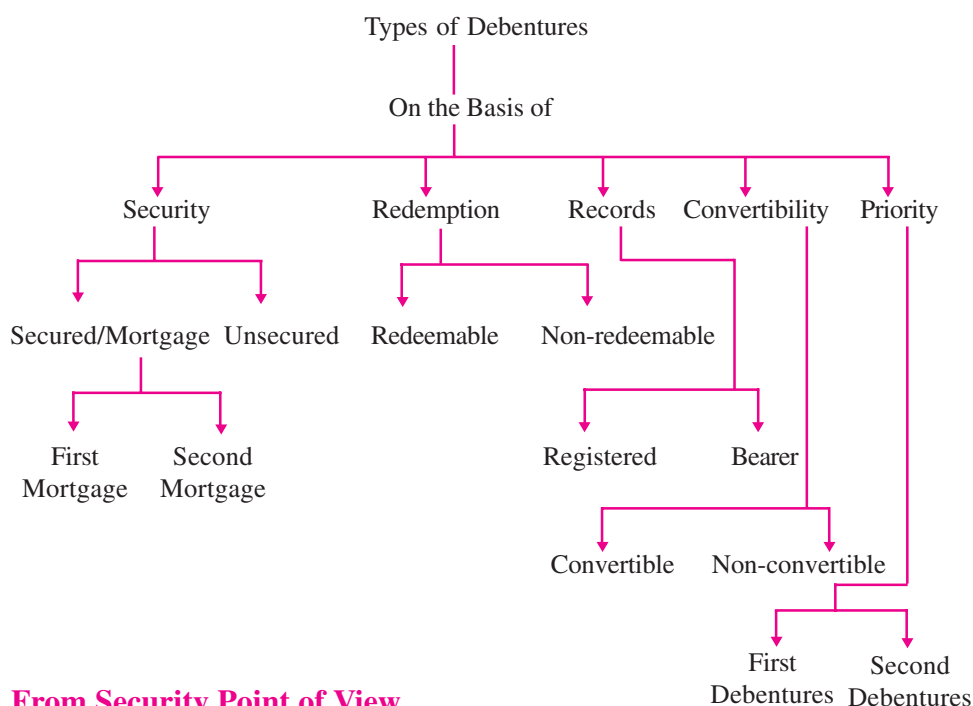 Types of Debentures
On the Basis of
Security Redemption Records Convertibility Priority
Secured/Mortgage Unsecured Redeemable Non-redeemable
First Mortgage Second Mortgage Registered Bearer
Convertible Non-convertible
First Debentures Second Debentures
From Security Point of View